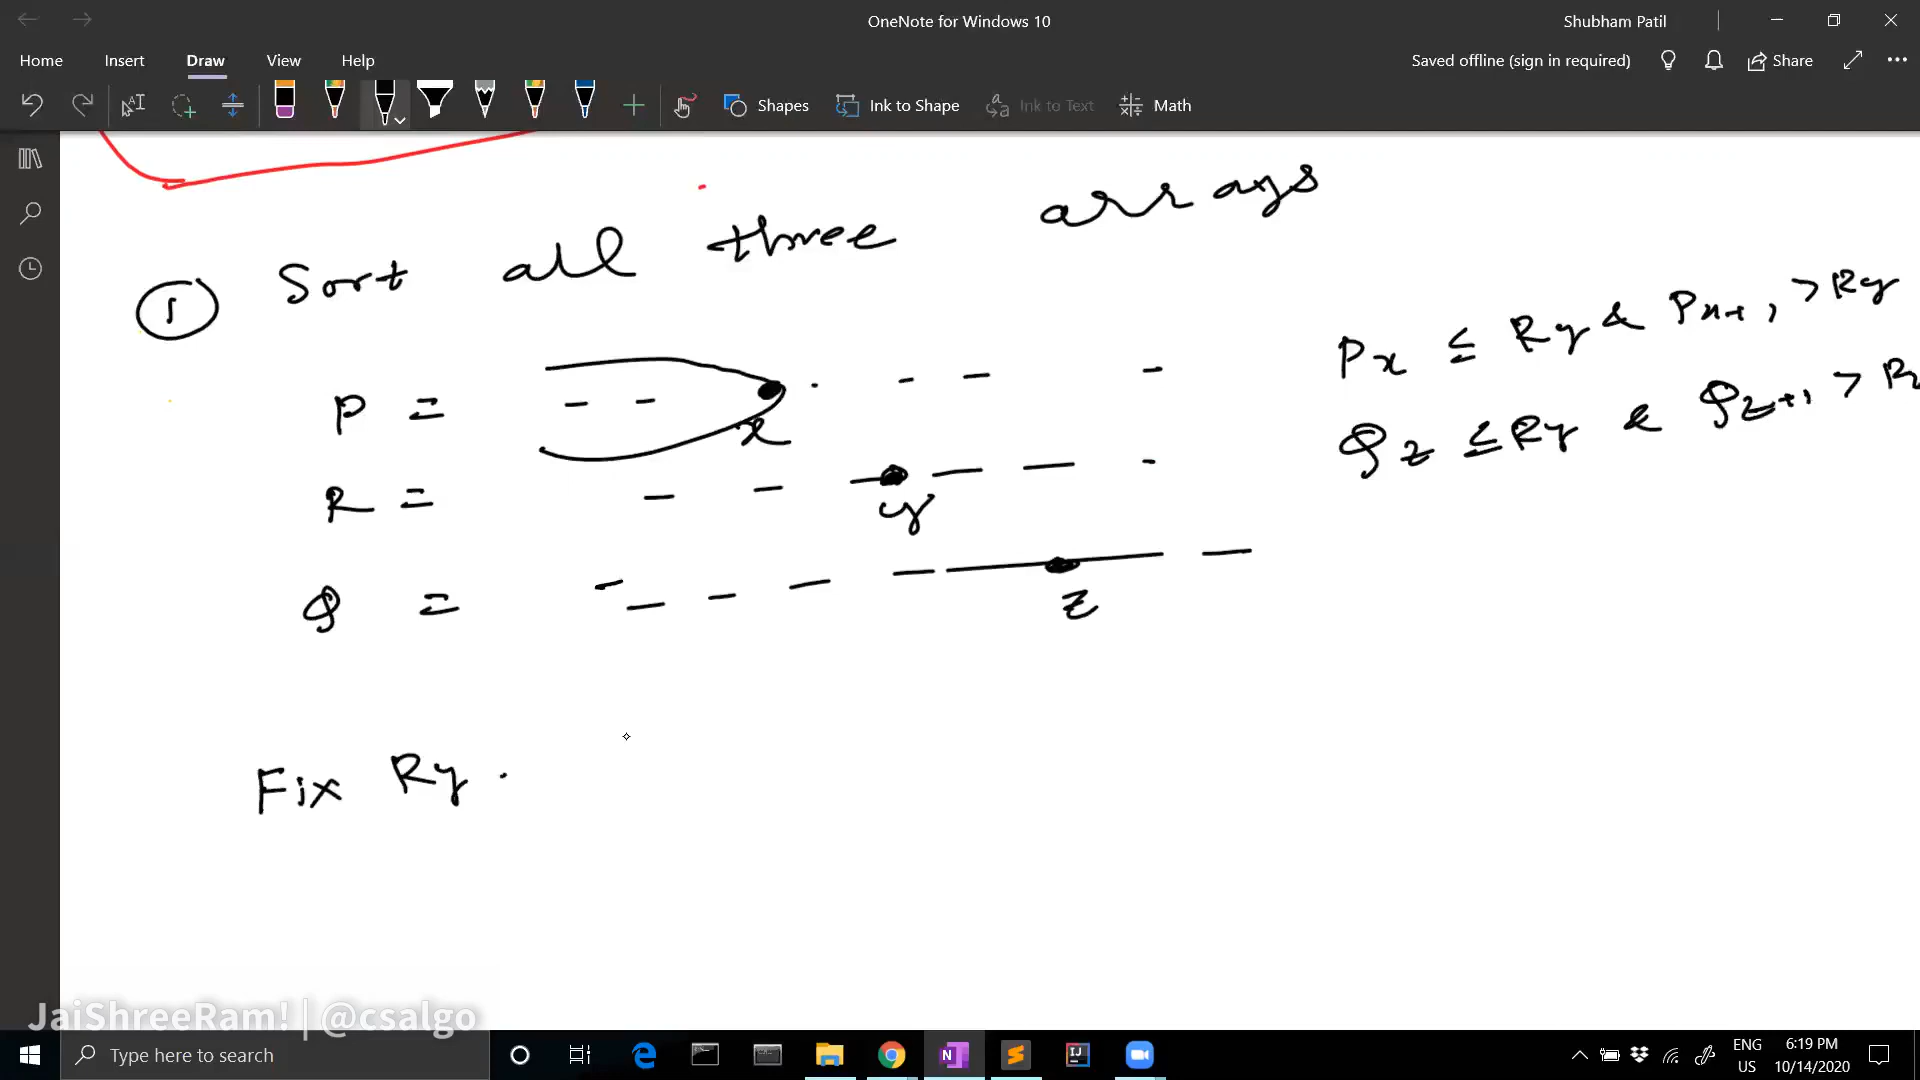 OneNote for Windows 10
Shubham Patil
Home Insert Draw View Help
Saved offline (sign in required)
Share
Shapes
Ink to Shape
Ink to Text
Math
① Sort all three arrays
P =
x
R =
y
Q =
z
Px ≤ Ry & Px+1 > Ry
Qz ≤ Ry & Qz+1 > R
Fix Ry .
JaiShreeRam! | @csalgo
Type here to search
ENG
US
6:19 PM
10/14/2020